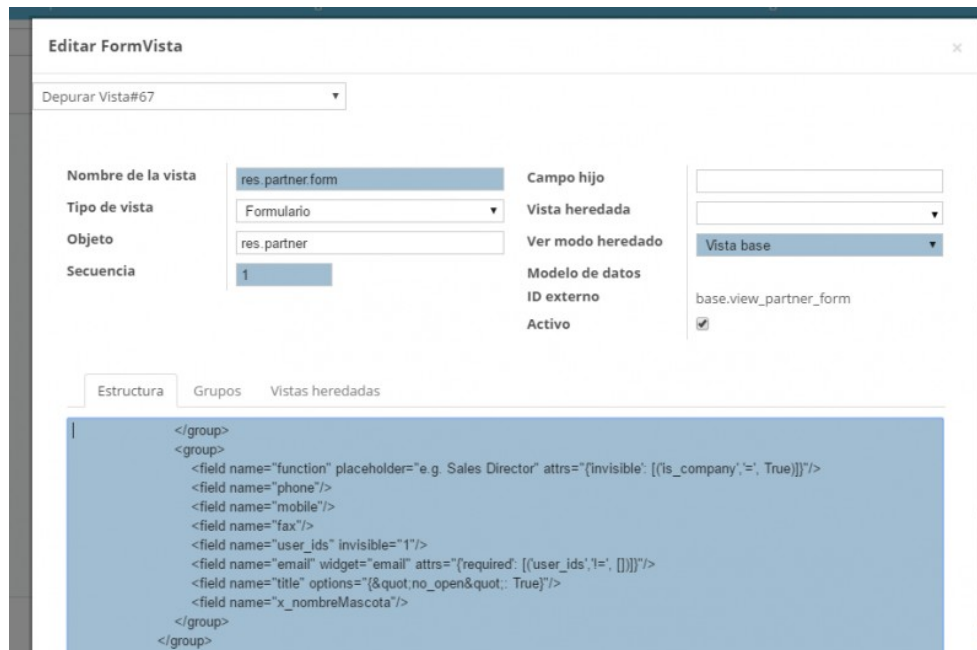 Editar FormVista
×
Depurar Vista#67
Nombre de la vista
res.partner.form
Tipo de vista
Formulario
Objeto
res.partner
Secuencia
1
Campo hijo
Vista heredada
Ver modo heredado
Vista base
Modelo de datos
ID externo
base.view_partner_form
Activo
Estructura Grupos Vistas heredadas
</group>
<group>
<field name="function" placeholder="e.g. Sales Director" attrs="{'invisible': [('is_company','=', True)]}"/>
<field name="phone"/>
<field name="mobile"/>
<field name="fax"/>
<field name="user_ids" invisible="1"/>
<field name="email" widget="email" attrs="{'required': [('user_ids','!=', [])]}"/>
<field name="title" options="{&quot;no_open&quot;: True}"/>
<field name="x_nombreMascota"/>
</group>
</group>